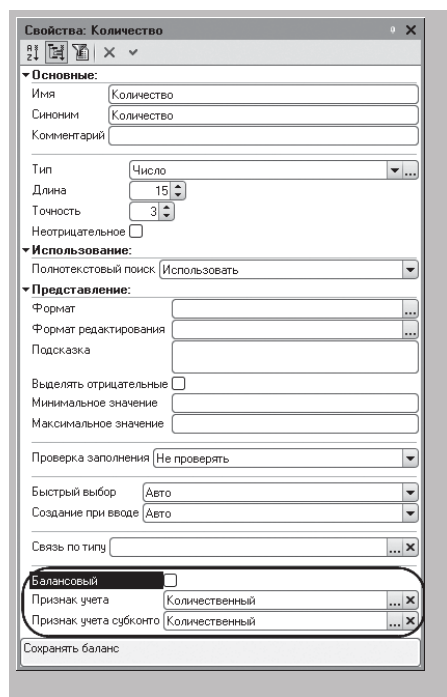 Свойства: Количество
Основные:
Имя Количество
Синоним Количество
Комментарий
Тип Число
Длина 15
Точность 3
Неотрицательное
Использование:
Полнотекстовый поиск Использовать
Представление:
Формат
Формат редактирования
Подсказка
Выделять отрицательные
Минимальное значение
Максимальное значение
Проверка заполнения Не проверять
Быстрый выбор Авто
Создание при вводе Авто
Связь по типу
Балансовый
Признак учета Количественный
Признак учета субконто Количественный
Сохранять баланс